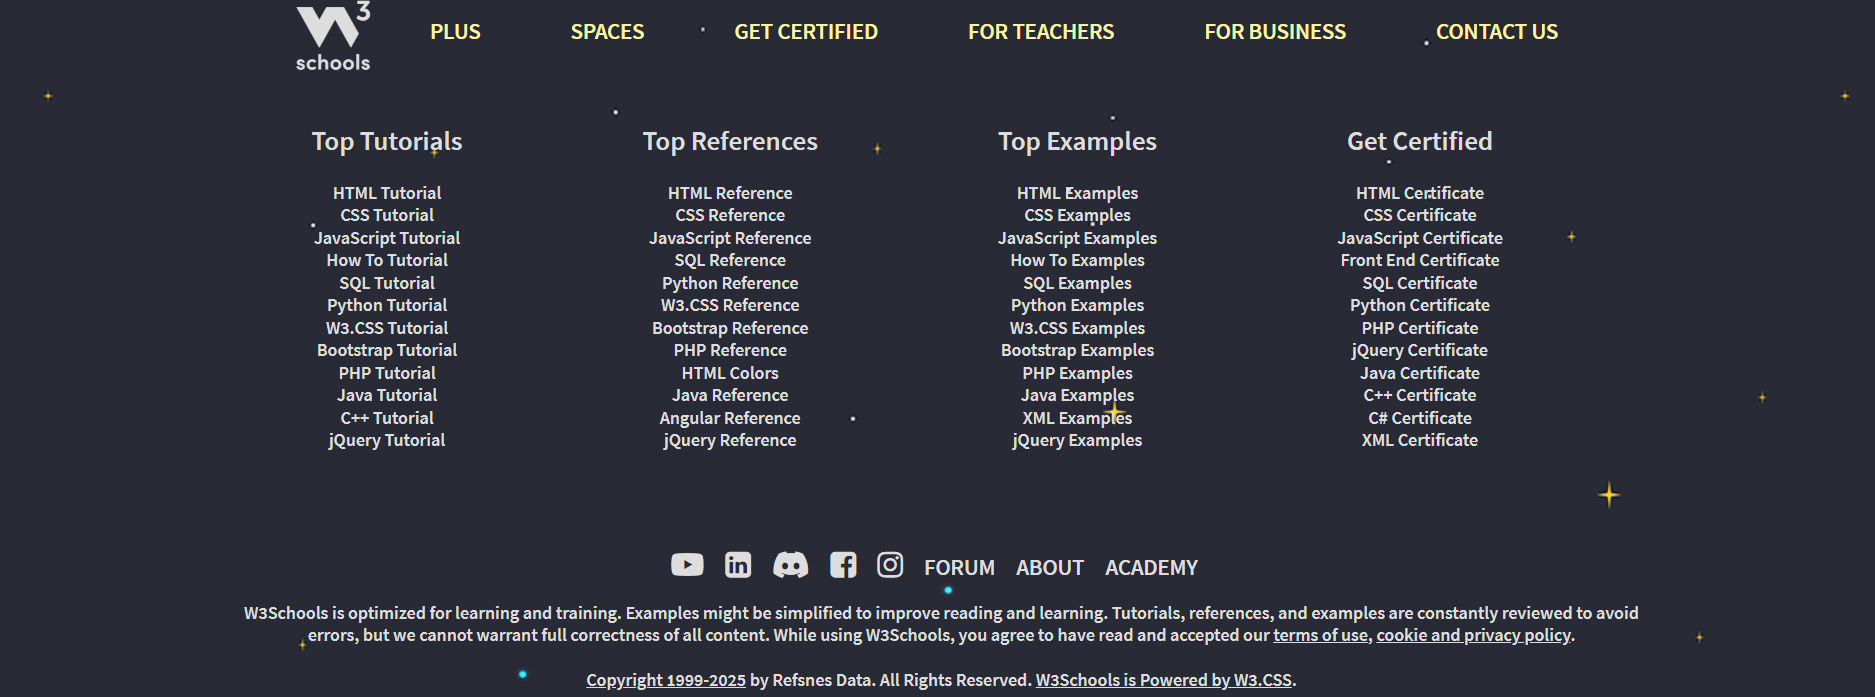 W3 schools
PLUS SPACES GET CERTIFIED FOR TEACHERS FOR BUSINESS CONTACT US
Top Tutorials
HTML Tutorial
CSS Tutorial
JavaScript Tutorial
How To Tutorial
SQL Tutorial
Python Tutorial
W3.CSS Tutorial
Bootstrap Tutorial
PHP Tutorial
Java Tutorial
C++ Tutorial
jQuery Tutorial
Top References
HTML Reference
CSS Reference
JavaScript Reference
SQL Reference
Python Reference
W3.CSS Reference
Bootstrap Reference
PHP Reference
HTML Colors
Java Reference
Angular Reference
jQuery Reference
Top Examples
HTML Examples
CSS Examples
JavaScript Examples
How To Examples
SQL Examples
Python Examples
W3.CSS Examples
Bootstrap Examples
PHP Examples
Java Examples
XML Examples
jQuery Examples
Get Certified
HTML Certificate
CSS Certificate
JavaScript Certificate
Front End Certificate
SQL Certificate
Python Certificate
PHP Certificate
jQuery Certificate
Java Certificate
C++ Certificate
C# Certificate
XML Certificate
in FORUM ABOUT ACADEMY
W3Schools is optimized for learning and training. Examples might be simplified to improve reading and learning. Tutorials, references, and examples are constantly reviewed to avoid
errors, but we cannot warrant full correctness of all content. While using W3Schools, you agree to have read and accepted our terms of use, cookie and privacy policy.
Copyright 1999-2025 by Refsnes Data. All Rights Reserved. W3Schools is Powered by W3.CSS.